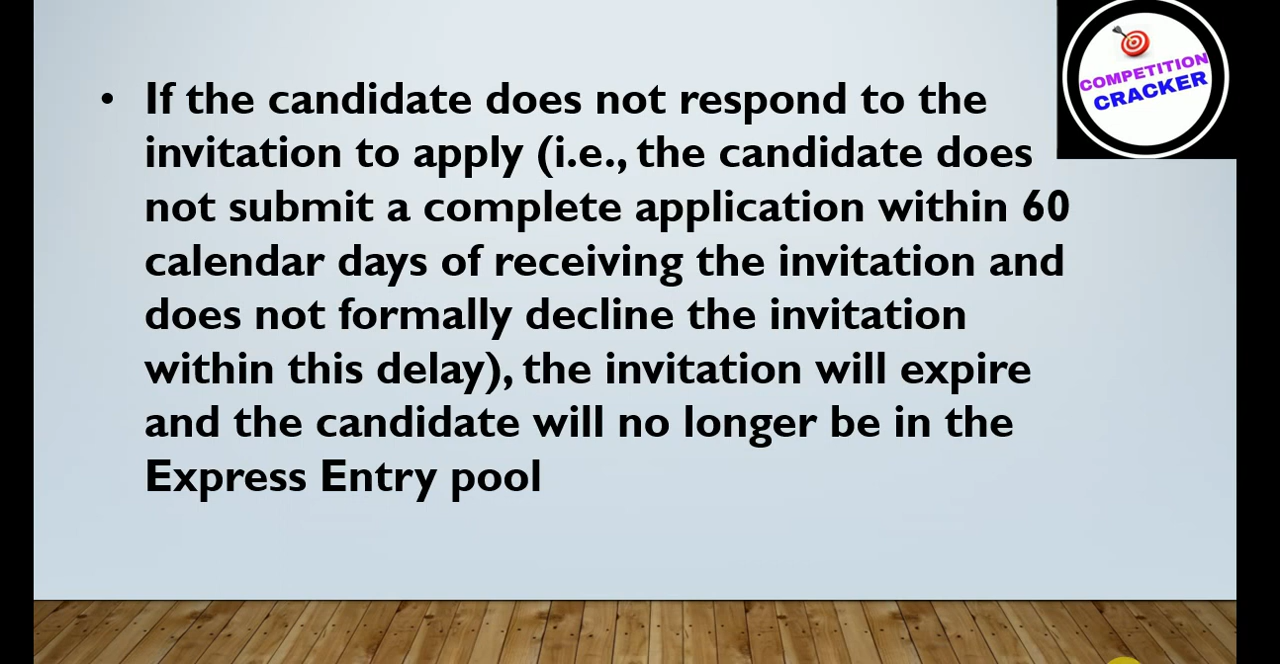 COMPETITION
CRACKER
• If the candidate does not respond to the
invitation to apply (i.e., the candidate does
not submit a complete application within 60
calendar days of receiving the invitation and
does not formally decline the invitation
within this delay), the invitation will expire
and the candidate will no longer be in the
Express Entry pool